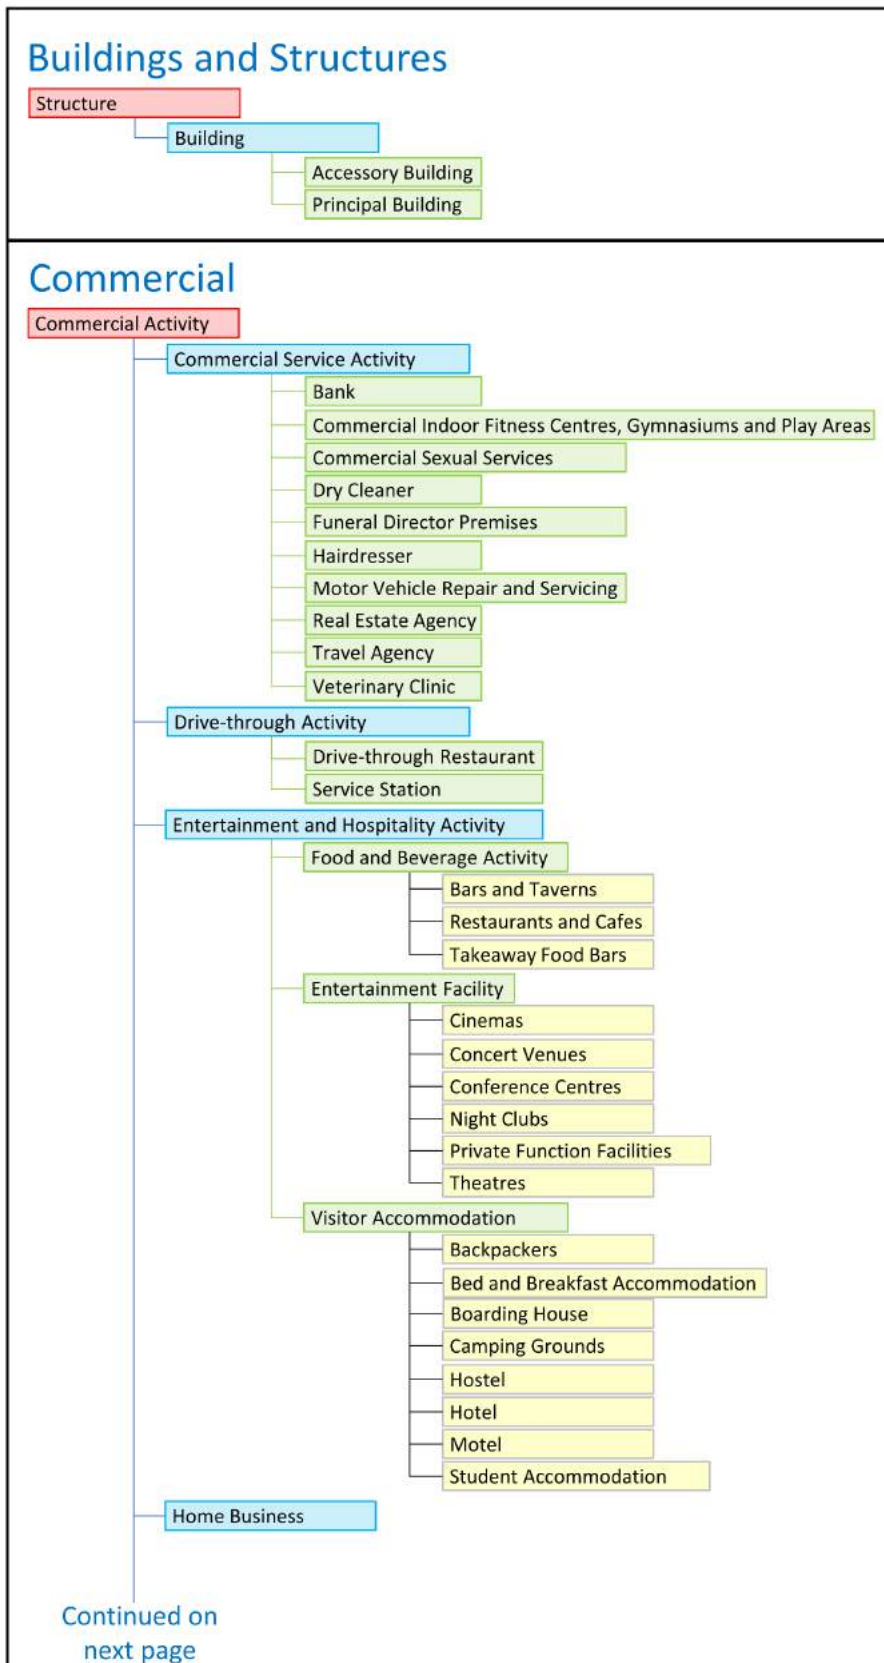 Buildings and Structures
Structure
Building
Accessory Building
Principal Building
Commercial
Commercial Activity
Commercial Service Activity
Bank
Commercial Indoor Fitness Centres, Gymnasiums and Play Areas
Commercial Sexual Services
Dry Cleaner
Funeral Director Premises
Hairdresser
Motor Vehicle Repair and Servicing
Real Estate Agency
Travel Agency
Veterinary Clinic
Drive-through Activity
Drive-through Restaurant
Service Station
Entertainment and Hospitality Activity
Food and Beverage Activity
Bars and Taverns
Restaurants and Cafes
Takeaway Food Bars
Entertainment Facility
Cinemas
Concert Venues
Conference Centres
Night Clubs
Private Function Facilities
Theatres
Visitor Accommodation
Backpackers
Bed and Breakfast Accommodation
Boarding House
Camping Grounds
Hostel
Hotel
Motel
Student Accommodation
Home Business
Continued on
next page